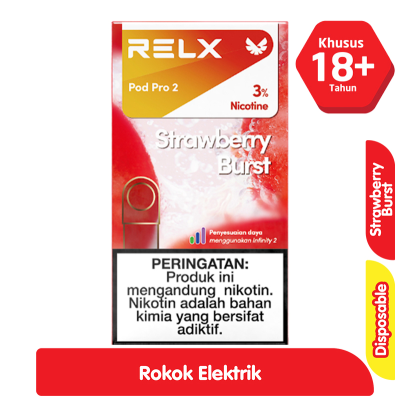 RELX
Pod Pro 2
3%
Nicotine
Strawberry
Burst
Penyesuaian daya
menggunakan infinity 2
PERINGATAN:
Produk ini
mengandung nikotin.
Nikotin adalah bahan
kimia yang bersifat
adiktif.
Khusus
18+
Tahun
Strawberry
Burst
Disposable
Rokok Elektrik